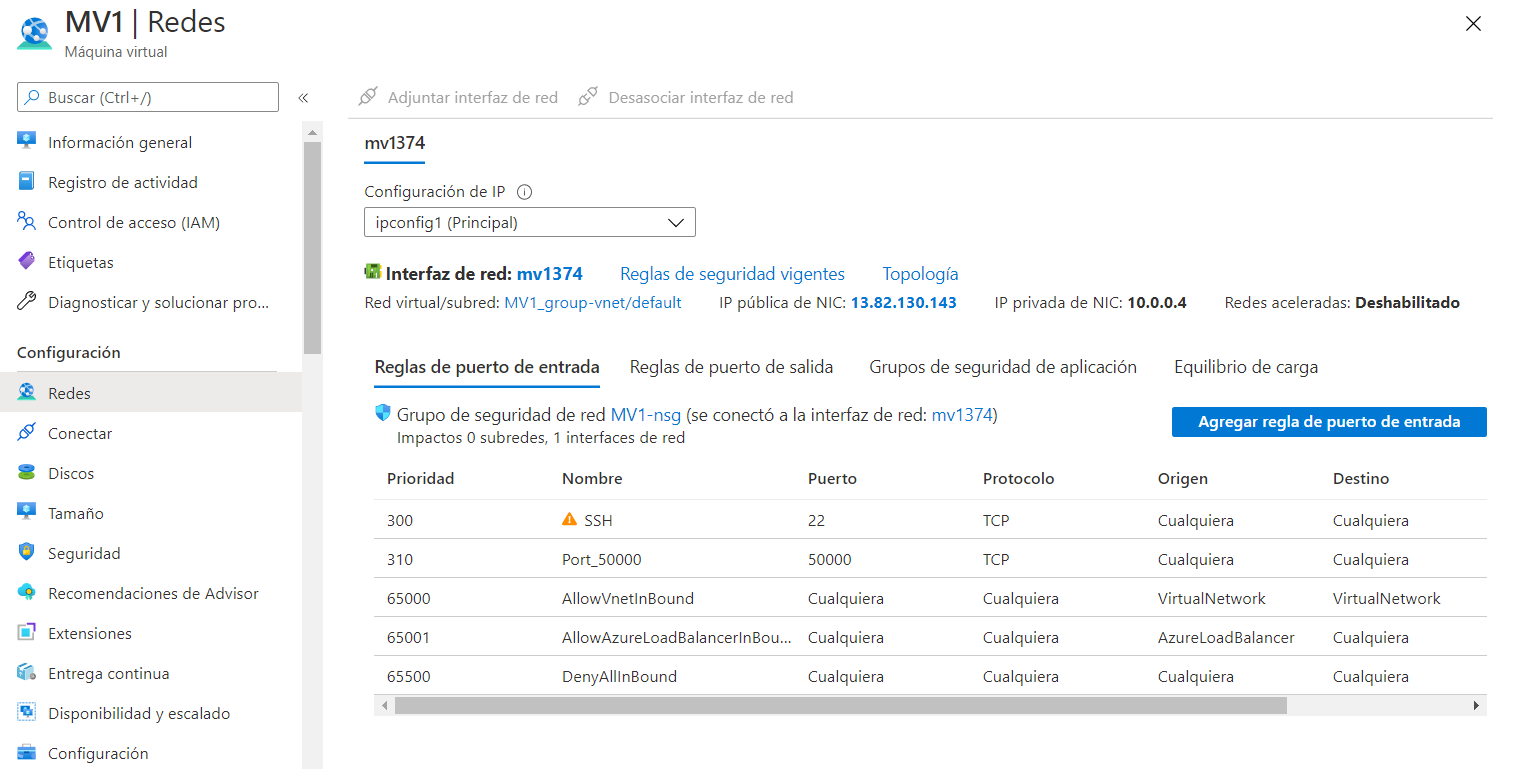 MV1 | Redes
Máquina virtual
Buscar (Ctrl+/)
«
Información general
Registro de actividad
Control de acceso (IAM)
Etiquetas
Diagnosticar y solucionar pro...
Configuración
Redes
Conectar
Discos
Tamaño
Seguridad
Recomendaciones de Advisor
Extensiones
Entrega continua
Disponibilidad y escalado
Configuración
Adjuntar interfaz de red Desasociar interfaz de red
mv1374
Configuración de IP
ipconfig1 (Principal)
Interfaz de red: mv1374 Reglas de seguridad vigentes Topología
Red virtual/subred: MV1_group-vnet/default IP pública de NIC: 13.82.130.143 IP privada de NIC: 10.0.0.4 Redes aceleradas: Deshabilitado
Reglas de puerto de entrada Reglas de puerto de salida Grupos de seguridad de aplicación Equilibrio de carga
Grupo de seguridad de red MV1-nsg (se conectó a la interfaz de red: mv1374)
Impactos 0 subredes, 1 interfaces de red
Agregar regla de puerto de entrada
Prioridad Nombre Puerto Protocolo Origen Destino
300 SSH 22 TCP Cualquiera Cualquiera
310 Port_50000 50000 TCP Cualquiera Cualquiera
65000 AllowVnetInBound Cualquiera Cualquiera VirtualNetwork VirtualNetwork
65001 AllowAzureLoadBalancerInBou... Cualquiera Cualquiera AzureLoadBalancer Cualquiera
65500 DenyAllInBound Cualquiera Cualquiera Cualquiera Cualquiera